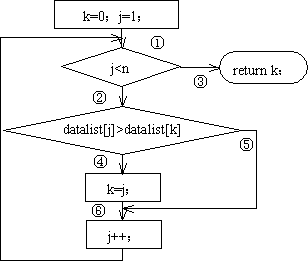 k=0；j=1；
①
j<n
③
return k；
②
datalist[j]>datalist[k]
④
⑤
k=j；
⑥
j++；